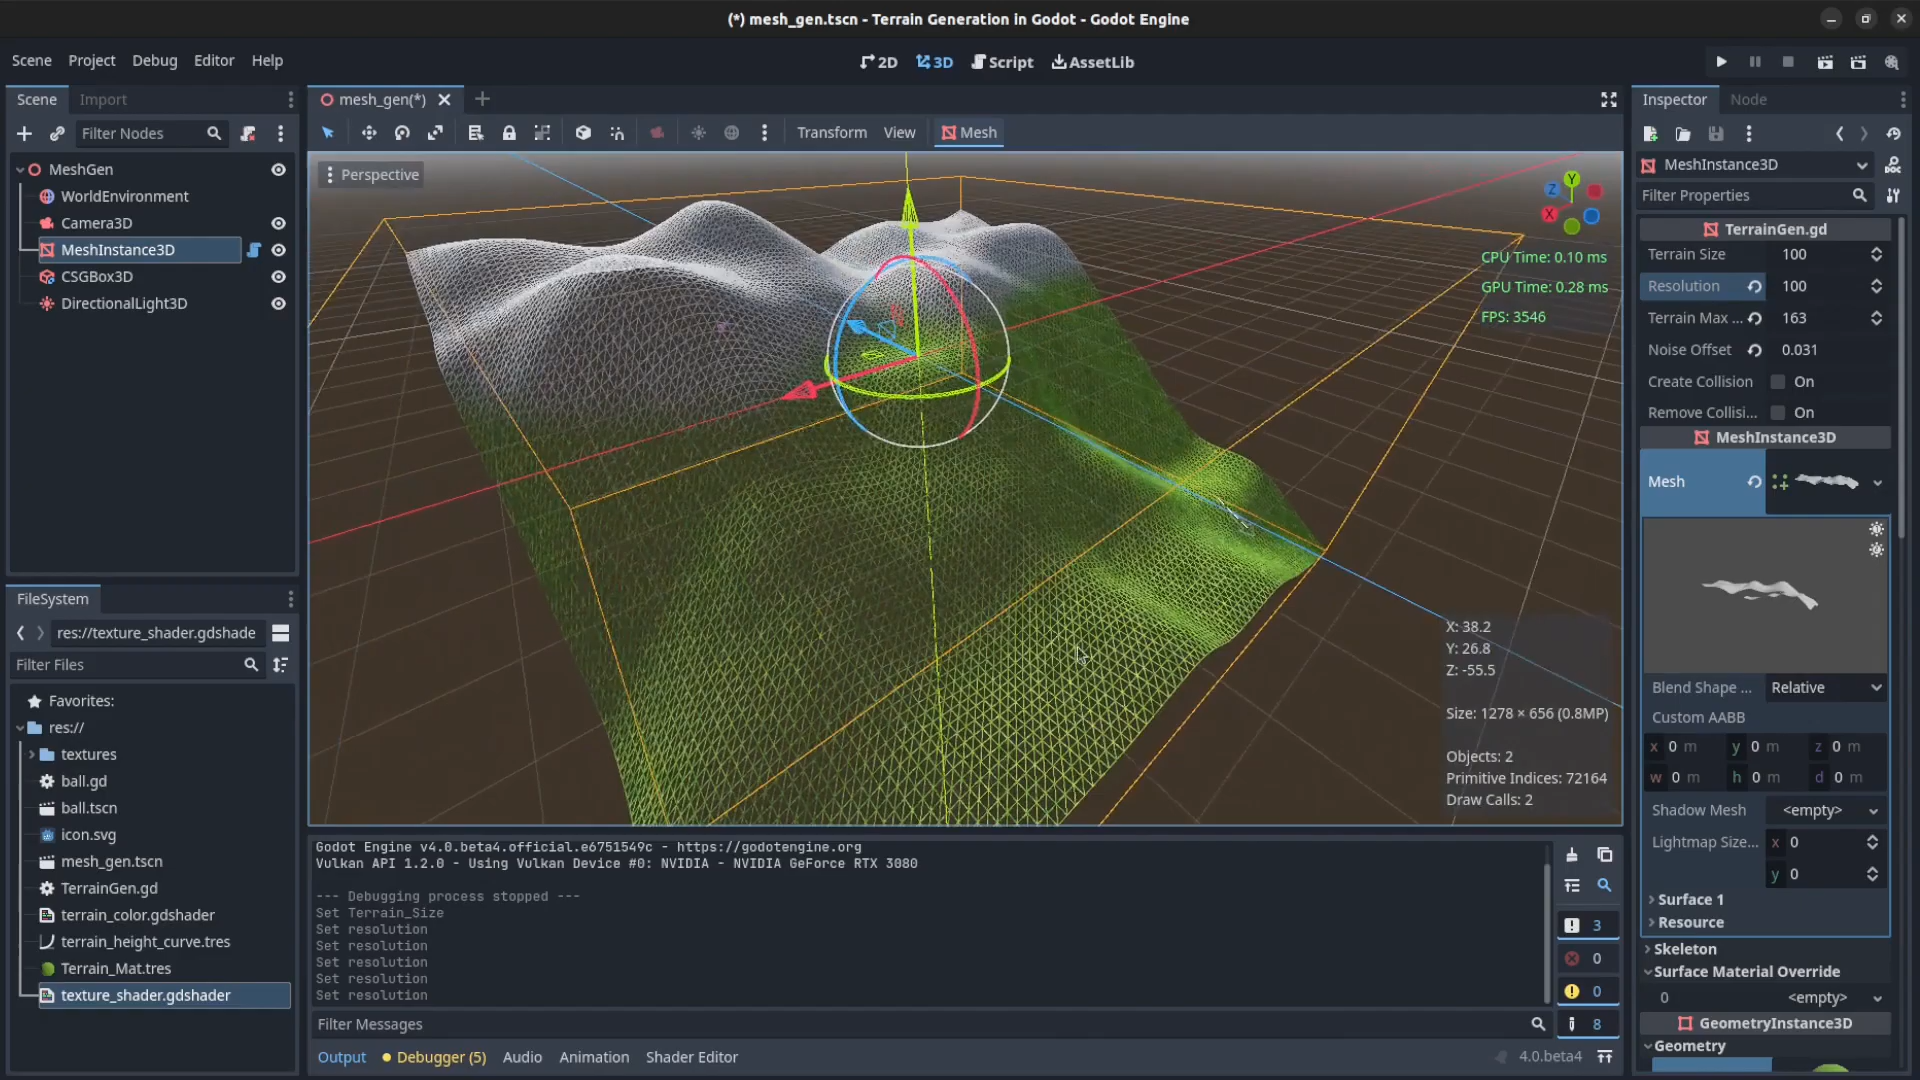 (*) mesh_gen.tscn - Terrain Generation in Godot - Godot Engine
Scene Project Debug Editor Help
2D 3D Script AssetLib
Scene Import
Filter Nodes
MeshGen
WorldEnvironment
Camera3D
MeshInstance3D
CSGBox3D
DirectionalLight3D
FileSystem
res://texture_shader.gdshade
Filter Files
Favorites:
res://
textures
ball.gd
ball.tscn
icon.svg
mesh_gen.tscn
TerrainGen.gd
terrain_color.gdshader
terrain_height_curve.tres
Terrain_Mat.tres
texture_shader.gdshader
mesh_gen(*)
Transform View Mesh
Perspective
Y
Z
X
CPU Time: 0.10 ms
GPU Time: 0.28 ms
FPS: 3546
X: 38.2
Y: 26.8
Z: -55.5
Size: 1278 × 656 (0.8MP)
Objects: 2
Primitive Indices: 72164
Draw Calls: 2
Godot Engine v4.0.beta4.official.e6751549c - https://godotengine.org
Vulkan API 1.2.0 - Using Vulkan Device #0: NVIDIA - NVIDIA GeForce RTX 3080
--- Debugging process stopped ---
Set Terrain_Size
Set resolution
Set resolution
Set resolution
Set resolution
Set resolution
3
0
0
8
Filter Messages
Output Debugger (5) Audio Animation Shader Editor
4.0.beta4
Inspector Node
MeshInstance3D
Filter Properties
TerrainGen.gd
Terrain Size 100
Resolution 100
Terrain Max ... 163
Noise Offset 0.031
Create Collision On
Remove Collisi... On
MeshInstance3D
Mesh
Blend Shape ... Relative
Custom AABB
x 0 m y 0 m z 0 m
w 0 m h 0 m d 0 m
Shadow Mesh <empty>
Lightmap Size... x 0
y 0
Surface 1
Resource
Skeleton
Surface Material Override
0 <empty>
GeometryInstance3D
Geometry